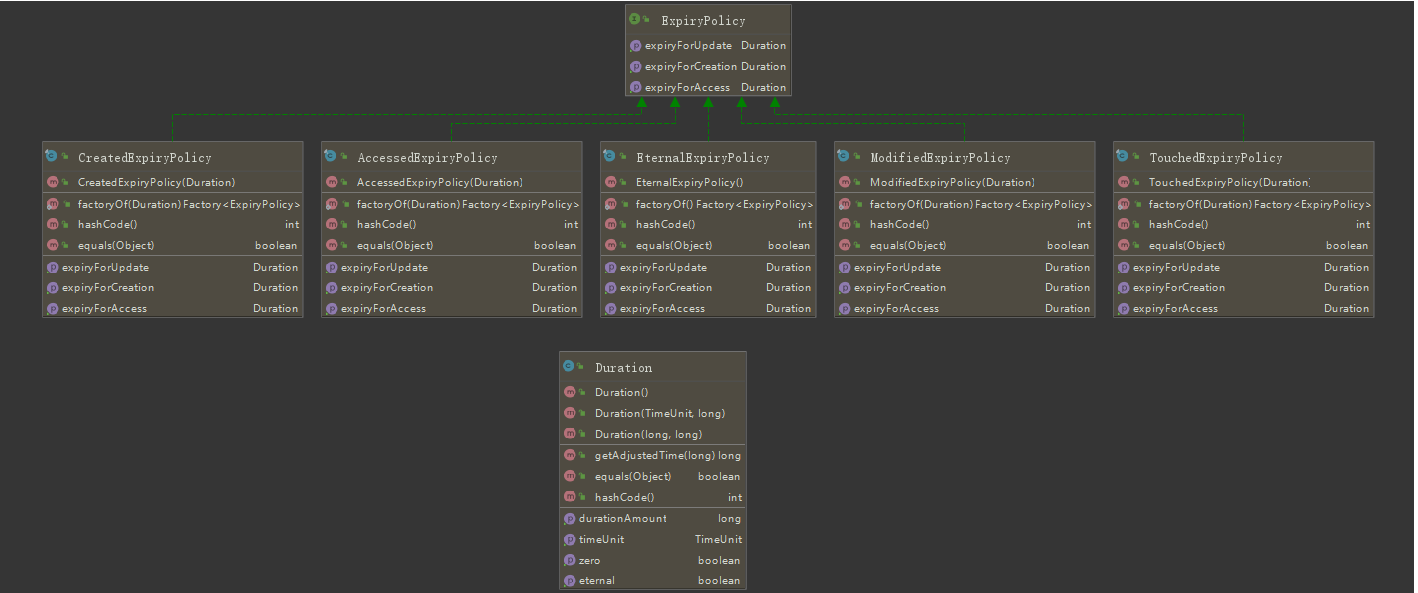 ExpiryPolicy
expiryForUpdate Duration
expiryForCreation Duration
expiryForAccess Duration
CreatedExpiryPolicy
CreatedExpiryPolicy(Duration)
factoryOf(Duration) Factory<ExpiryPolicy>
hashCode() int
equals(Object) boolean
expiryForUpdate Duration
expiryForCreation Duration
expiryForAccess Duration
AccessedExpiryPolicy
AccessedExpiryPolicy(Duration)
factoryOf(Duration) Factory<ExpiryPolicy>
hashCode() int
equals(Object) boolean
expiryForUpdate Duration
expiryForCreation Duration
expiryForAccess Duration
EternalExpiryPolicy
EternalExpiryPolicy()
factoryOf() Factory<ExpiryPolicy>
hashCode() int
equals(Object) boolean
expiryForUpdate Duration
expiryForCreation Duration
expiryForAccess Duration
ModifiedExpiryPolicy
ModifiedExpiryPolicy(Duration)
factoryOf(Duration) Factory<ExpiryPolicy>
hashCode() int
equals(Object) boolean
expiryForUpdate Duration
expiryForCreation Duration
expiryForAccess Duration
TouchedExpiryPolicy
TouchedExpiryPolicy(Duration)
factoryOf(Duration) Factory<ExpiryPolicy>
hashCode() int
equals(Object) boolean
expiryForUpdate Duration
expiryForCreation Duration
expiryForAccess Duration
Duration
Duration()
Duration(TimeUnit, long)
Duration(long, long)
getAdjustedTime(long) long
equals(Object) boolean
hashCode() int
durationAmount long
timeUnit TimeUnit
zero boolean
eternal boolean